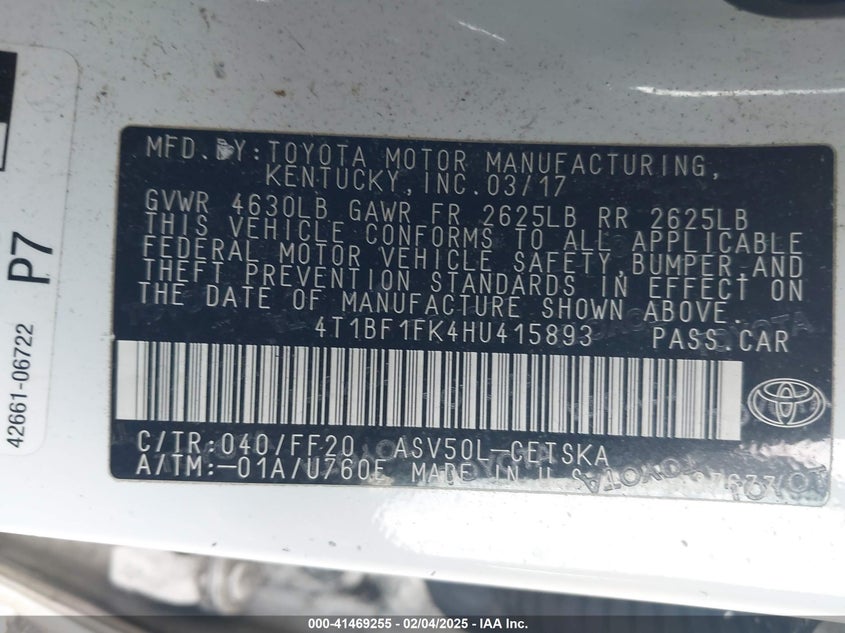 MFD. BY: TOYOTA MOTOR MANUFACTURING,
KENTUCKY, INC. 03/17
GVWR 4630LB GAWR FR 2625LB RR 2625LB
THIS VEHICLE CONFORMS TO ALL APPLICABLE
FEDERAL MOTOR VEHICLE SAFETY, BUMPER, AND
THEFT PREVENTION STANDARDS IN EFFECT ON
THE DATE OF MANUFACTURE SHOWN ABOVE.
4T1BF1FK4HU415893 PASS.CAR
C/TR: 040/FF20 ASV50L-CETSKA
A/TM: -01A/U760E MADE IN U.S.A.
TOYOTA
P7
42661-06722
000-41469255 - 02/04/2025 - IAA Inc.